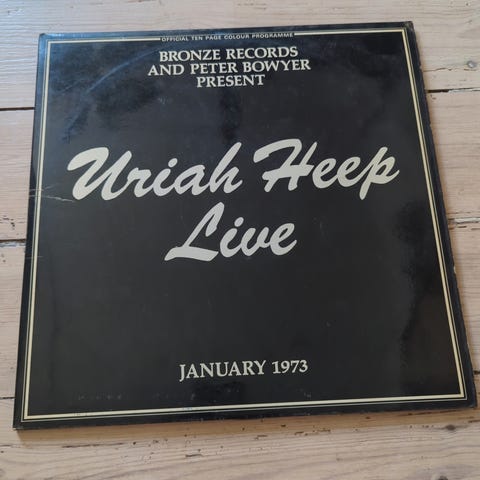 OFFICIAL TEN PAGE COLOUR PROGRAMME
BRONZE RECORDS
AND PETER BOWYER
PRESENT
Uriah Heep
Live
JANUARY 1973